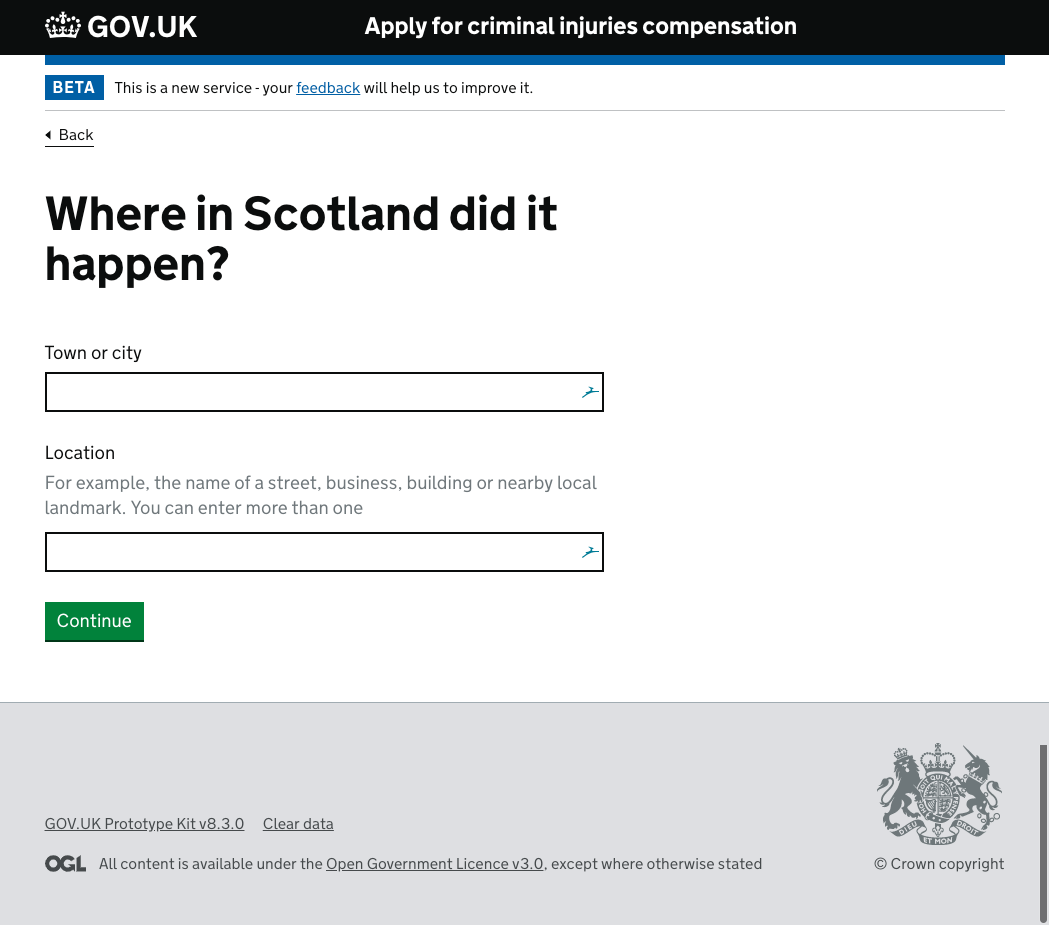 GOV.UK
Apply for criminal injuries compensation
BETA
This is a new service - your feedback will help us to improve it.
Back
Where in Scotland did it
happen?
Town or city
Location
For example, the name of a street, business, building or nearby local
landmark. You can enter more than one
Continue
GOV.UK Prototype Kit v8.3.0
Clear data
DIEU ET MON DROIT
OGL
All content is available under the Open Government Licence v3.0, except where otherwise stated
© Crown copyright